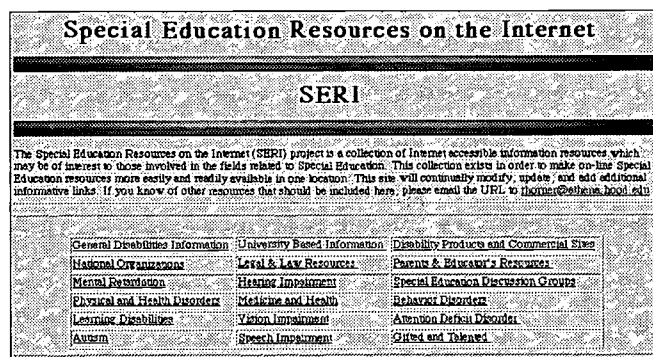 Special Education Resources on the Internet
SERI
The Special Education Resources on the Internet (SERI) project is a collection of Internet accessible information resources which
may be of interest to those involved in the fields related to Special Education. This collection exists in order to make on-line Special
Education resources more easily and readily available in one location. This site will continually modify, update, and add additional
informative links. If you know of other resources that should be included here, please email the URL to rhorner@athena.hood.edu
General Disabilities Information University Based Information Disability Products and Commercial Sites
National Organizations Legal & Law Resources Parents & Educator's Resources
Mental Retardation Hearing Impairment Special Education Discussion Groups
Physical and Health Disorders Medicine and Health Behavior Disorders
Learning Disabilities Vision Impairment Attention Deficit Disorder
Autism Speech Impairment Gifted and Talented